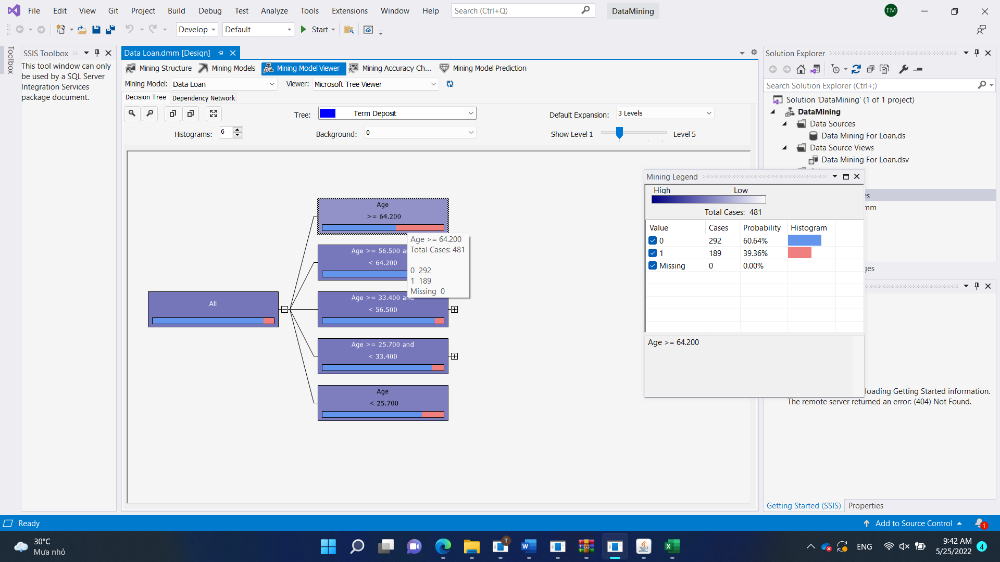 File Edit View Git Project Build Debug Test Analyze Tools Extensions Window Help Search (Ctrl+Q) DataMining TM
Develop Default Start
Toolbox
SSIS Toolbox
This tool window can only
be used by a SQL Server
Integration Services
package document.
Data Loan.dmm [Design]
Mining Structure Mining Models Mining Model Viewer Mining Accuracy Ch... Mining Model Prediction
Mining Model: Data Loan Viewer: Microsoft Tree Viewer
Decision Tree Dependency Network
Tree: Term Deposit Default Expansion: 3 Levels
Histograms: 6 Background: 0 Show Level 1 Level 5
All
Age
>= 64.200
Age >= 56.500 an
< 64.200
Age >= 33.400 and
< 56.500
Age >= 25.700 and
< 33.400
Age
< 25.700
Age >= 64.200
Total Cases: 481
0 292
1 189
Missing 0
Mining Legend
High Low
Total Cases: 481
Value Cases Probability Histogram
0 292 60.64%
1 189 39.36%
Missing 0 0.00%
Age >= 64.200
Solution Explorer
Search Solution Explorer (Ctrl+;)
Solution 'DataMining' (1 of 1 project)
DataMining
Data Sources
Data Mining For Loan.ds
Data Source Views
Data Mining For Loan.dsv
es
mm
ges
loading Getting Started information.
The remote server returned an error: (404) Not Found.
Getting Started (SSIS) Properties
Ready Add to Source Control 1
30°C
Mưa nhỏ
T
W
X
ENG
9:42 AM
5/25/2022
4